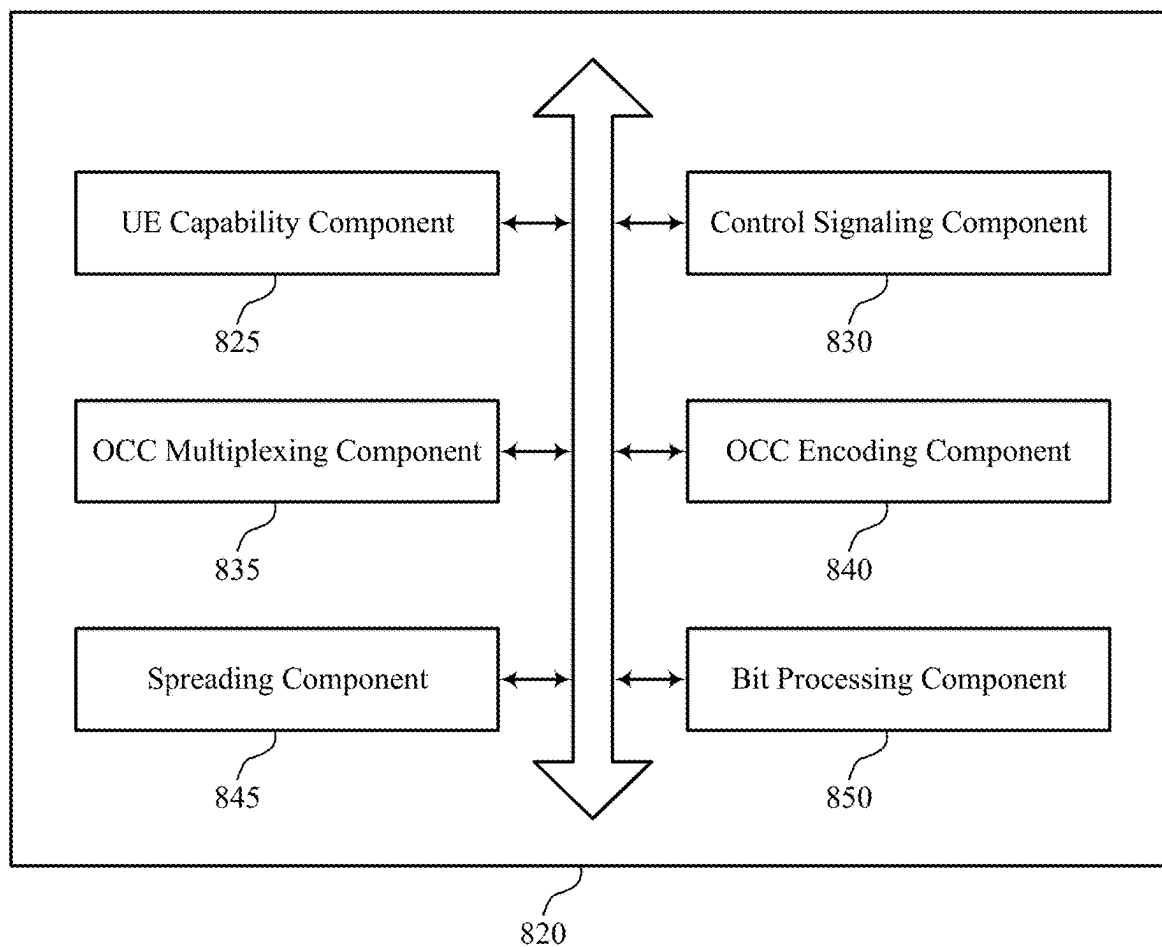 UE Capability Component
Control Signaling Component
825
830
OCC Multiplexing Component
OCC Encoding Component
835
840
Spreading Component
Bit Processing Component
845
850
820